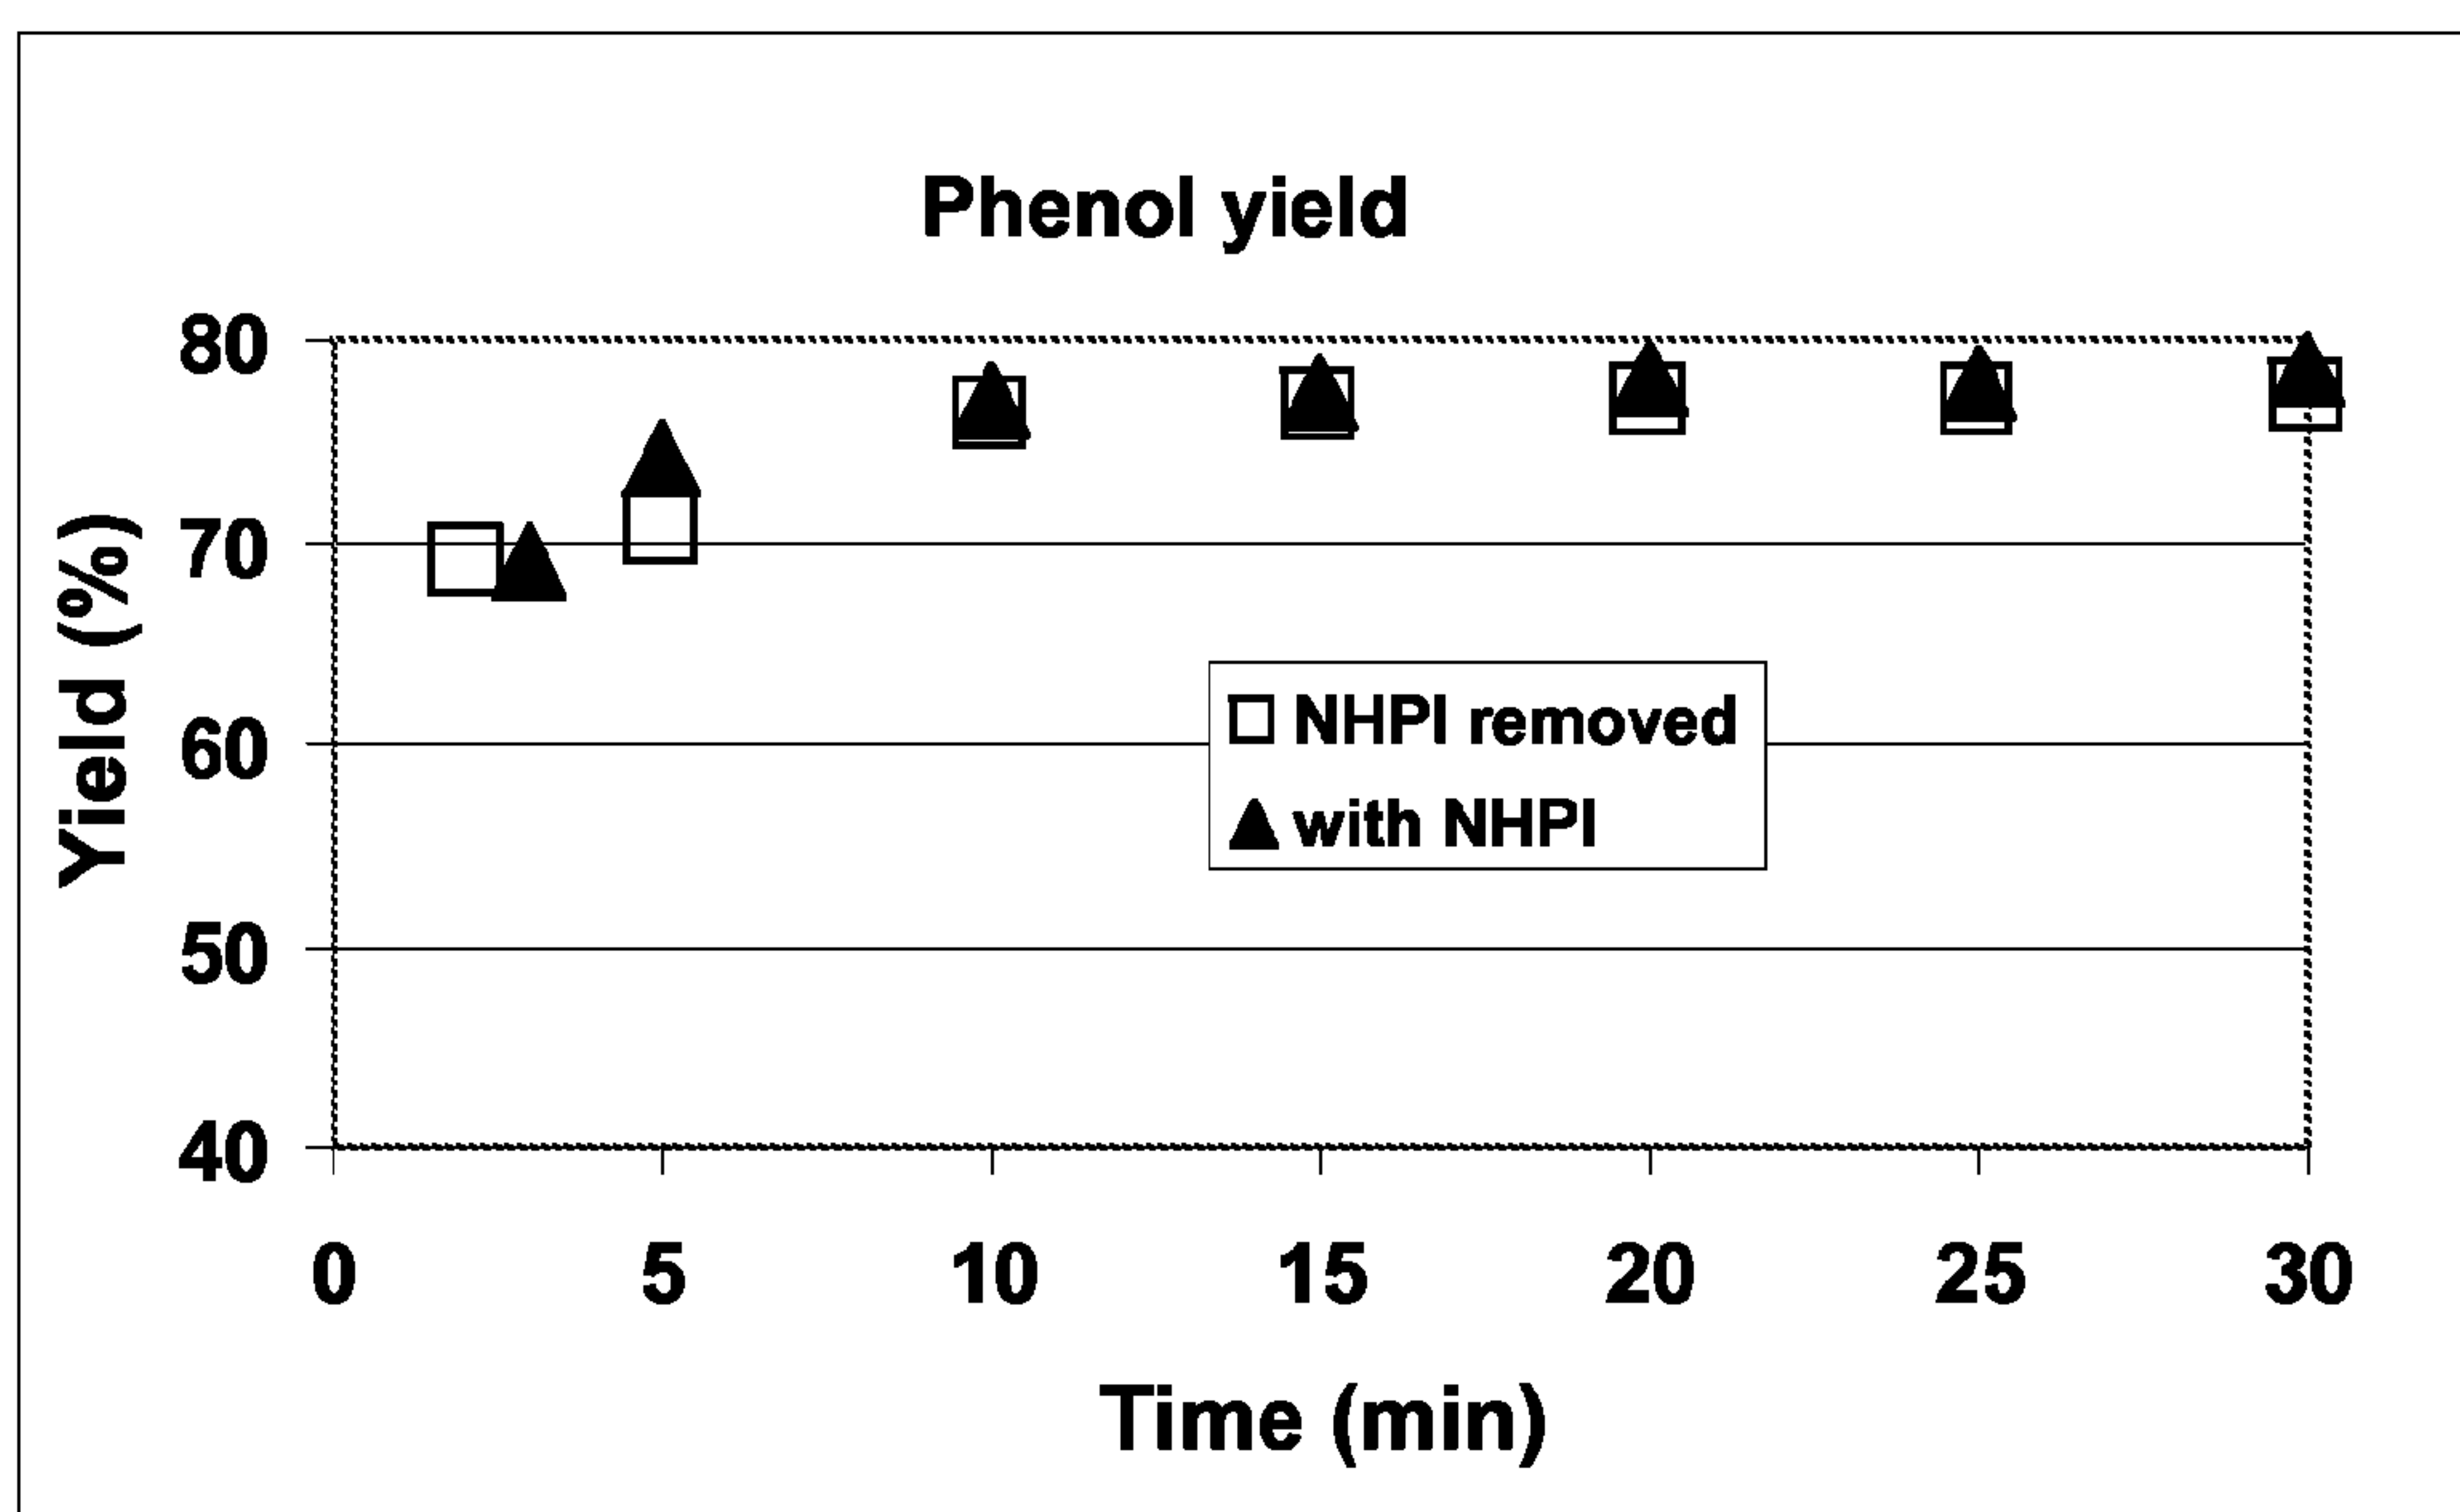 Phenol yield
80
70
60
50
40
Yield (%)
NHPI removed
with NHPI
0 5 10 15 20 25 30
Time (min)